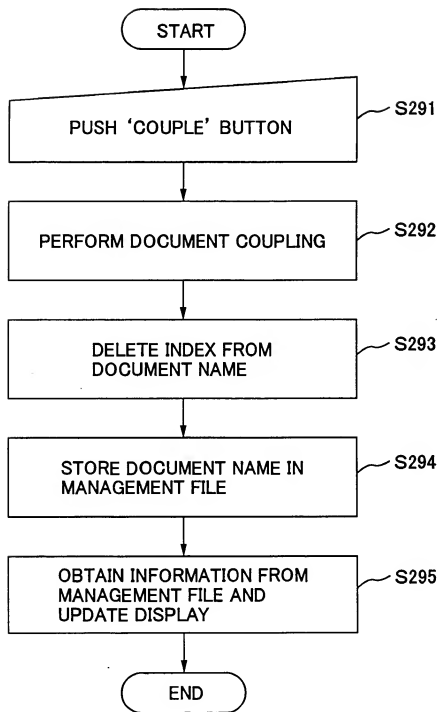 START
PUSH ‘COUPLE’ BUTTON
S291
PERFORM DOCUMENT COUPLING
S292
DELETE INDEX FROM
DOCUMENT NAME
S293
STORE DOCUMENT NAME IN
MANAGEMENT FILE
S294
OBTAIN INFORMATION FROM
MANAGEMENT FILE AND
UPDATE DISPLAY
S295
END